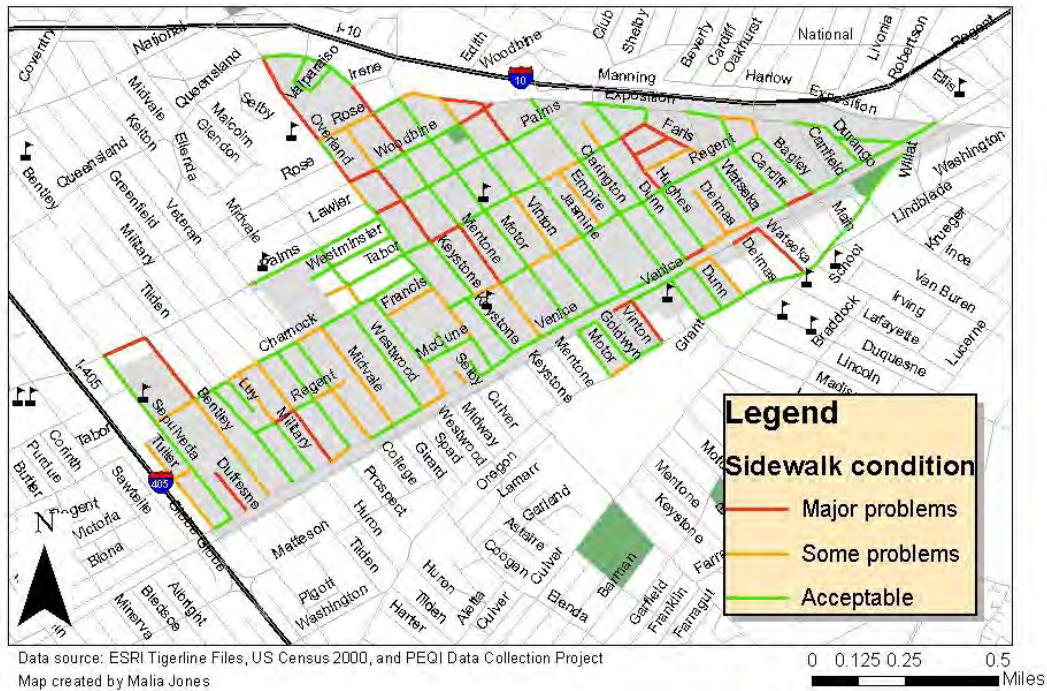 Coventry
National
I-10
Edith
Woodbine
Club
Shelby
Beverly
Cardiff
Oakhurst
National
Livonia
Robertson
Regent
Queensland
Valparaiso
Irene
10
Manning
Harlow
Exposition
Exposition
Ellis
Midvale
Kelton
Selby
Malcolm
Glendon
Ellenda
Overland
Rose
Woodbine
Palms
Faris
Regent
Durango
Canfield
Bagley
Cardiff
Watseka
Willat
Washington
Bentley
Queensland
Greenfield
Military
Veteran
Midvale
Rose
Lawler
Clarington
Empire
Jasmine
Dunn
Hughes
Delmas
Lindblade
Krueger
Ince
Main
Watseka
Delmas
School
Palms
Westminster
Tabor
Mentone
Keystone
Motor
Vinton
Venice
Dunn
Van Buren
Irving
Lafayette
Duquesne
Lucerne
Tilden
Charnock
Francis
Keystone
Venice
Vinton
Goldwyn
Motor
Grant
Braddock
Lincoln
Madis
I-405
McCune
Selby
Keystone
Mentone
Westwood
Midvale
Regent
Luy
Bentley
Military
Sepulveda
Tuller
Dufresne
Culver
Midway
Westwood
Spad
Girard
College
Prospect
Huron
Tilden
Matteson
Oregon
Lamarr
Garland
Astaire
Coogan
Culver
Tabor
Corinth
Purdue
Butler
Sawtelle
Regent
Victoria
Biona
405
Globe
Globe
N
Albright
Bledsoe
Minerva
Pigott
Washington
Huron
Tilden
Harter
Aletta
Culver
Elenda
Barman
Garfield
Franklin
Farragut
Farra
Mentone
Keystone
Mot
Legend
Sidewalk condition
Major problems
Some problems
Acceptable
Data source: ESRI Tigerline Files, US Census 2000, and PEQI Data Collection Project
Map created by Malia Jones
0 0.125 0.25 0.5
Miles